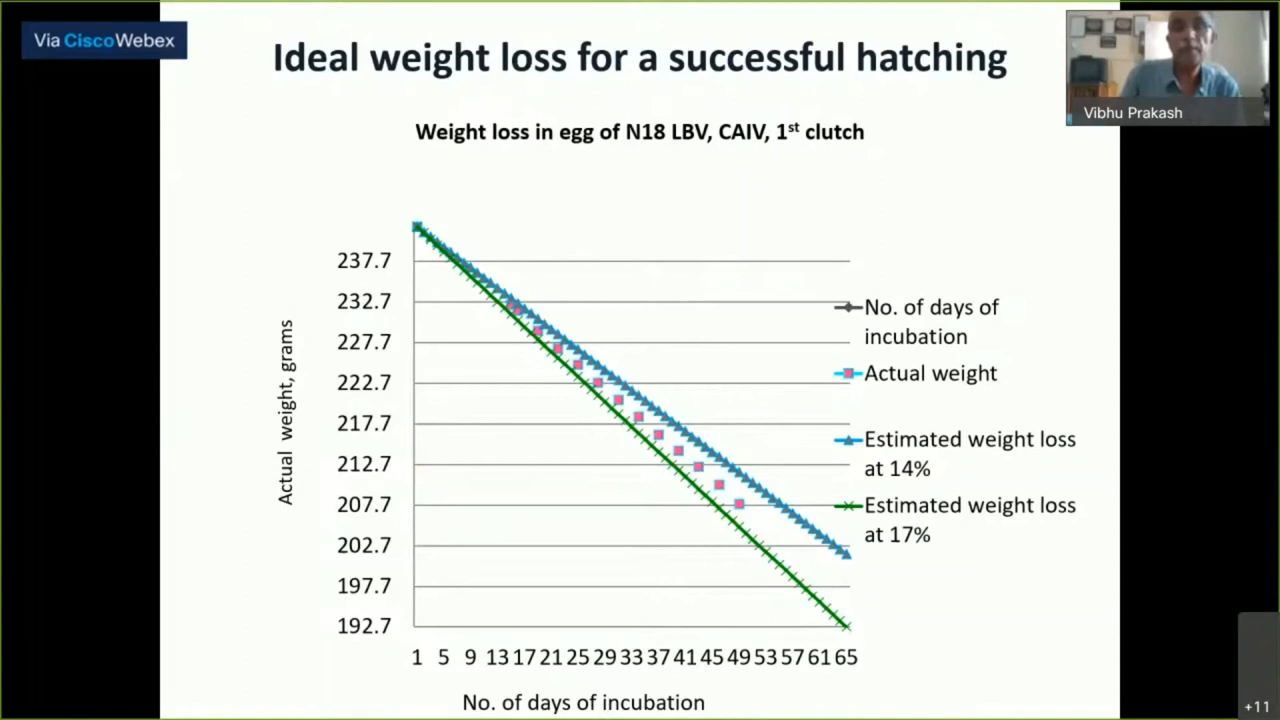 Via Cisco Webex
Ideal weight loss for a successful hatching
Vibhu Prakash
Weight loss in egg of N18 LBV, CAIV, 1st clutch
237.7
232.7
227.7
222.7
217.7
212.7
207.7
202.7
197.7
192.7
Actual weight, grams
No. of days of
incubation
Actual weight
Estimated weight loss
at 14%
Estimated weight loss
at 17%
1 5 9 13 17 21 25 29 33 37 41 45 49 53 57 61 65
No. of days of incubation
+11